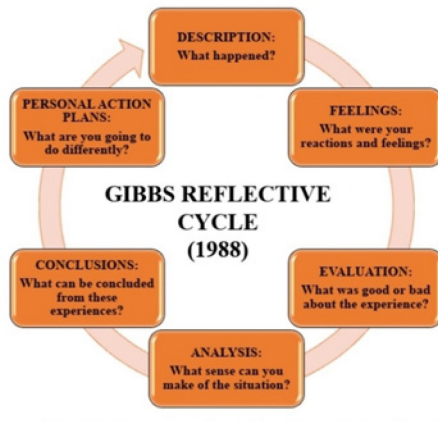 DESCRIPTION:
What happened?
FEELINGS:
What were your
reactions and feelings?
EVALUATION:
What was good or bad
about the experience?
ANALYSIS:
What sense can you
make of the situation?
CONCLUSIONS:
What can be concluded
from these
experiences?
PERSONAL ACTION
PLANS:
What are you going to
do differently?
GIBBS REFLECTIVE
CYCLE
(1988)